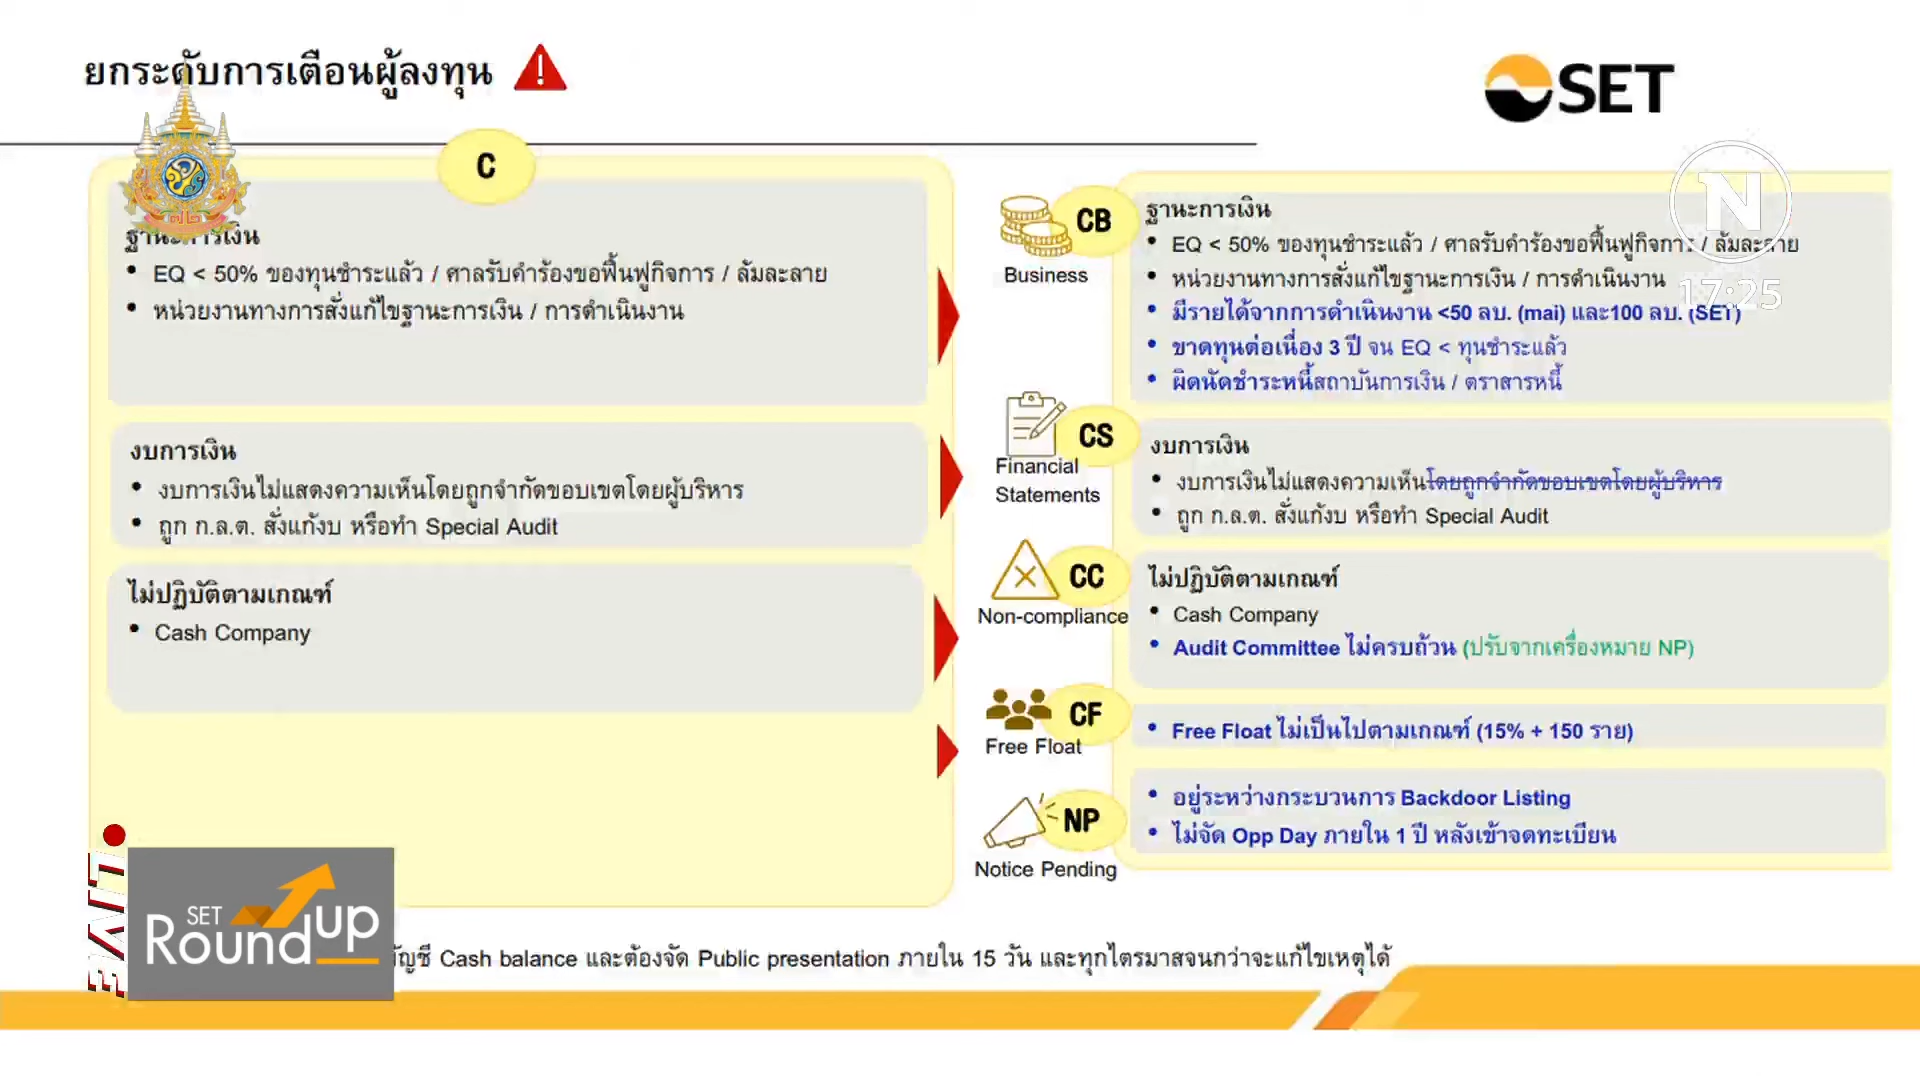 ยกระดับการเตือนผู้ลงทุน
SET
C
ฐานะการเงิน
• EQ < 50% ของทุนชำระแล้ว / ศาลรับคำร้องขอฟื้นฟูกิจการ / ล้มละลาย
• หน่วยงานทางการสั่งแก้ไขฐานะการเงิน / การดำเนินงาน
งบการเงิน
• งบการเงินไม่แสดงความเห็นโดยถูกจำกัดขอบเขตโดยผู้บริหาร
• ถูก ก.ล.ต. สั่งแก้งบ หรือทำ Special Audit
ไม่ปฏิบัติตามเกณฑ์
• Cash Company
CB
Business
ฐานะการเงิน
• EQ < 50% ของทุนชำระแล้ว / ศาลรับคำร้องขอฟื้นฟูกิจการ / ล้มละลาย
• หน่วยงานทางการสั่งแก้ไขฐานะการเงิน / การดำเนินงาน
• มีรายได้จากการดำเนินงาน <50 ลบ. (mai) และ100 ลบ. (SET)
• ขาดทุนต่อเนื่อง 3 ปี จน EQ < ทุนชำระแล้ว
• ผิดนัดชำระหนี้สถาบันการเงิน / ตราสารหนี้
N
17:25
CS
Financial
Statements
งบการเงิน
• งบการเงินไม่แสดงความเห็นโดยถูกจำกัดขอบเขตโดยผู้บริหาร
• ถูก ก.ล.ต. สั่งแก้งบ หรือทำ Special Audit
CC
Non-compliance
ไม่ปฏิบัติตามเกณฑ์
• Cash Company
• Audit Committee ไม่ครบถ้วน (ปรับจากเครื่องหมาย NP)
CF
Free Float
• Free Float ไม่เป็นไปตามเกณฑ์ (15% + 150 ราย)
NP
Notice Pending
• อยู่ระหว่างกระบวนการ Backdoor Listing
• ไม่จัด Opp Day ภายใน 1 ปี หลังเข้าจดทะเบียน
LIVE
SET
Roundup
Cash balance และต้องจัด Public presentation ภายใน 15 วัน และทุกไตรมาสจนกว่าจะแก้ไขเหตุได้